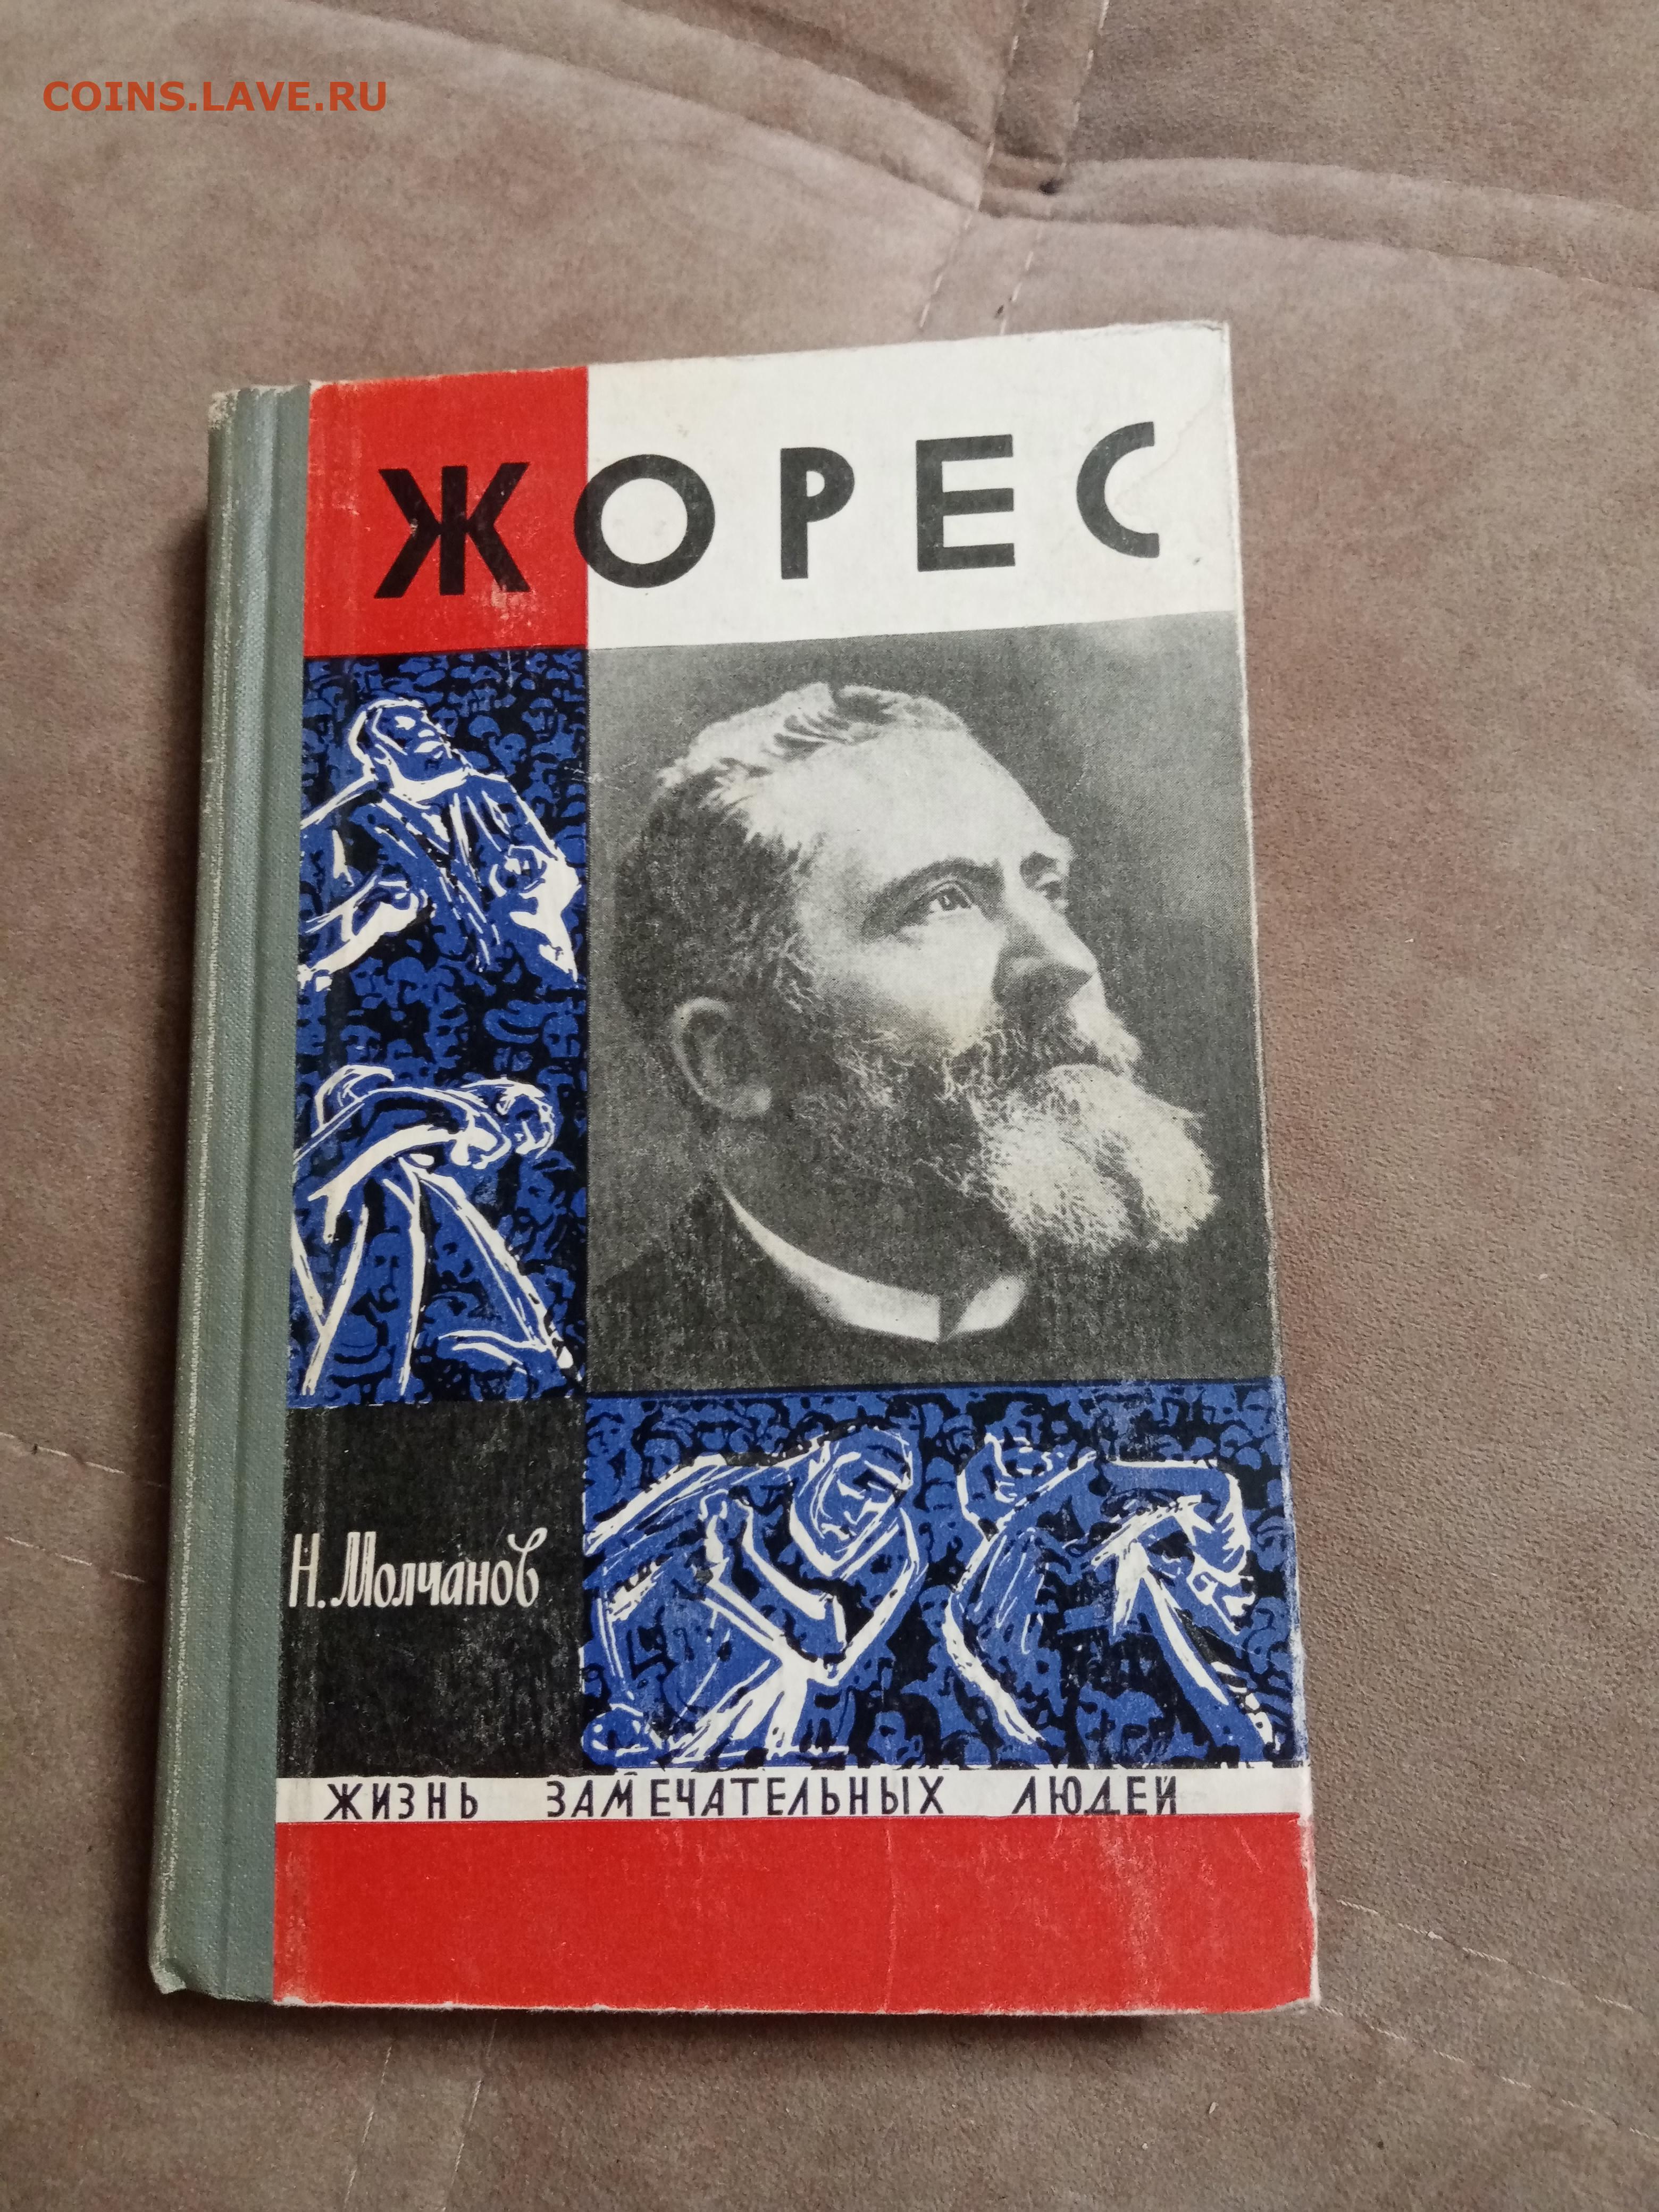 COINS.LAVE.RU
ЖОРЕС
Н. Молчанов
ЖИЗНЬ ЗАМЕЧАТЕЛЬНЫХ ЛЮДЕЙ